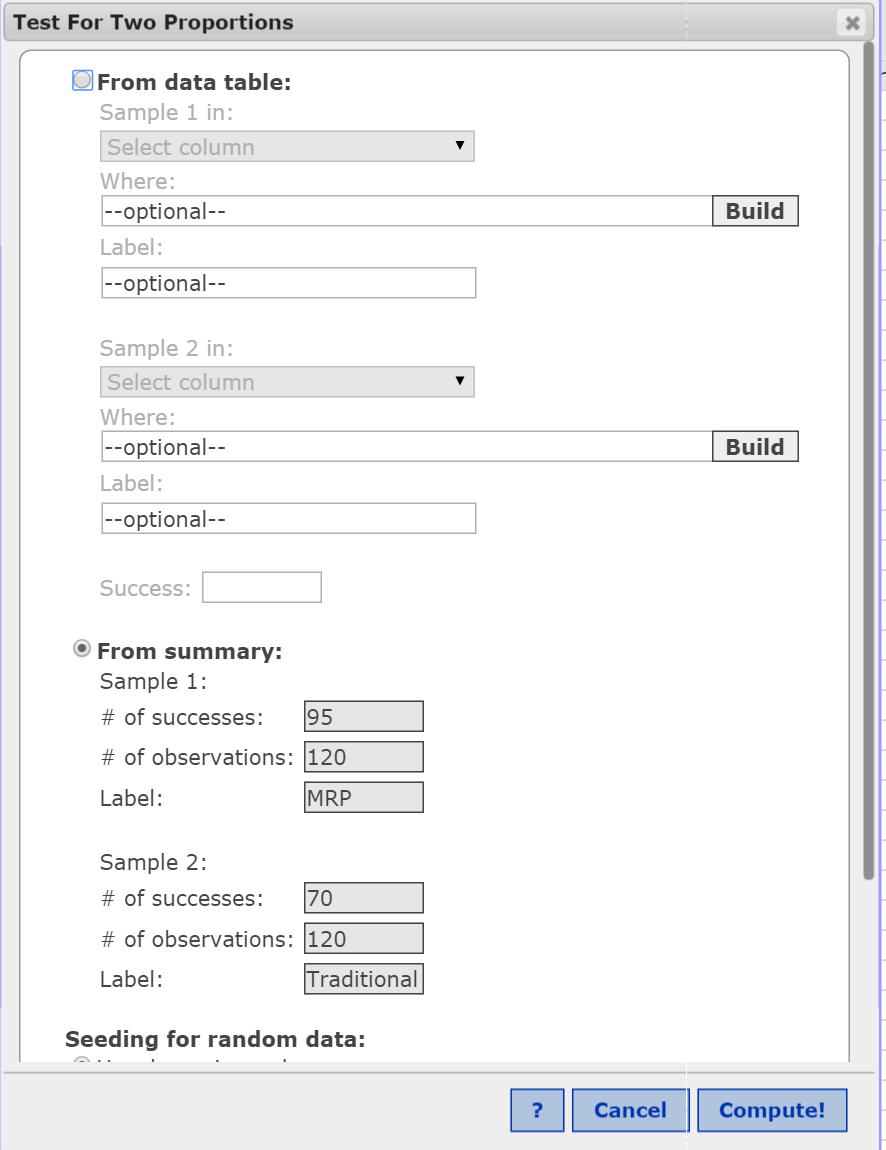 Test For Two Proportions
From data table:
Sample 1 in:
Select column
Where:
--optional-- Build
Label:
--optional--
Sample 2 in:
Select column
Where:
--optional-- Build
Label:
--optional--
Success:
From summary:
Sample 1:
# of successes: 95
# of observations: 120
Label: MRP
Sample 2:
# of successes: 70
# of observations: 120
Label: Traditional
Seeding for random data:
? Cancel Compute!